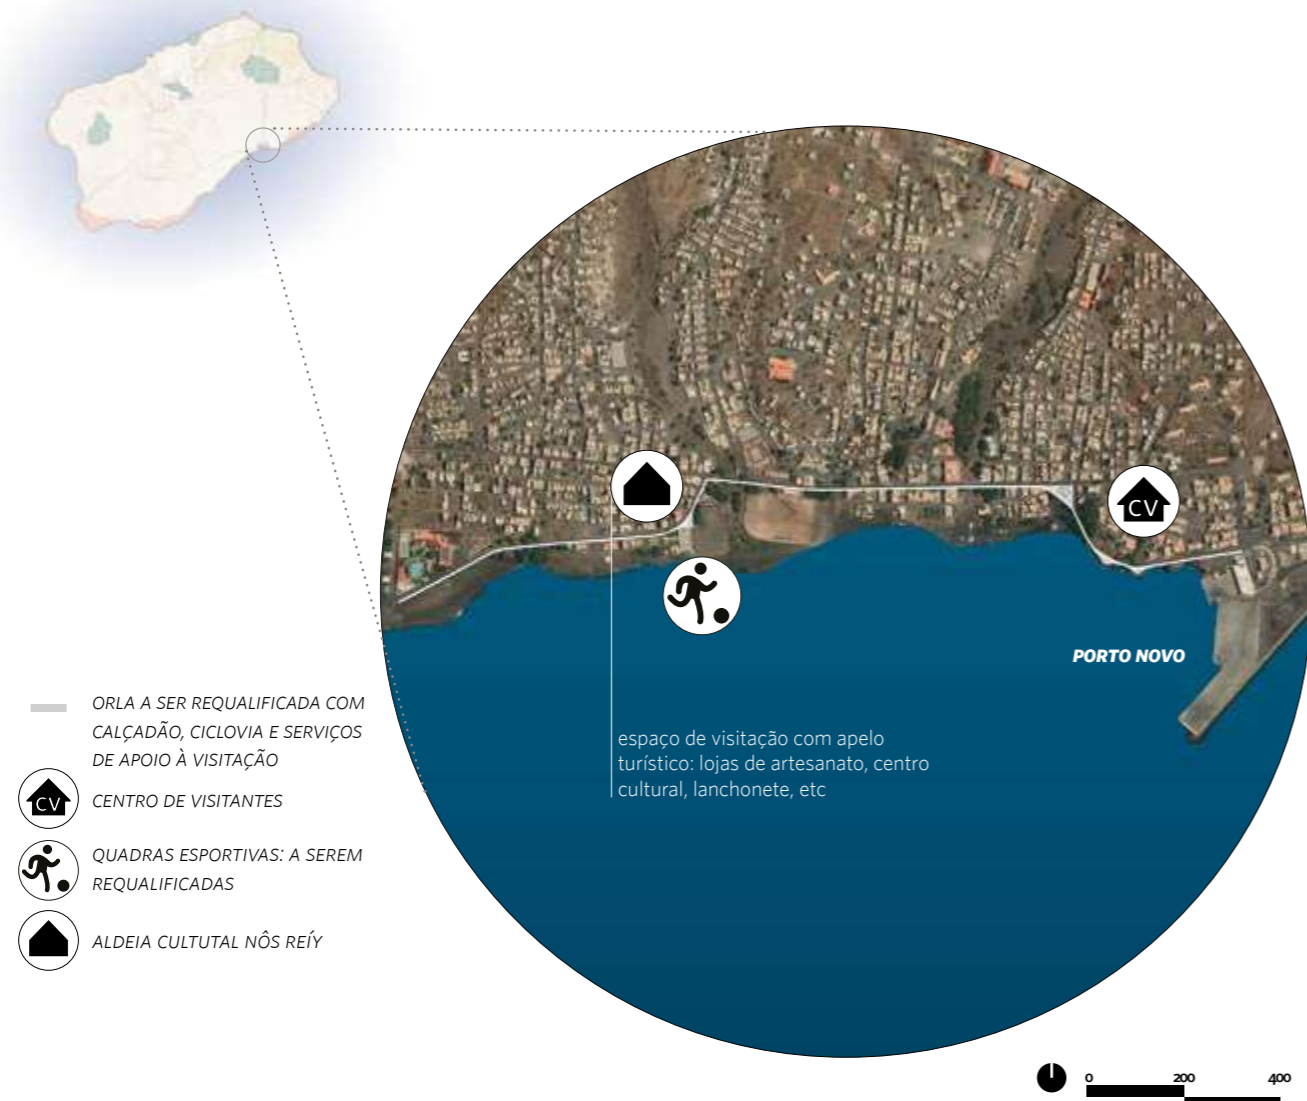 PORTO NOVO
espaço de visitação com apelo
turístico: lojas de artesanato, centro
cultural, lanchonete, etc
CV
ORLA A SER REQUALIFICADA COM
CALÇADÃO, CICLOVIA E SERVIÇOS
DE APOIO À VISITAÇÃO
CV
CENTRO DE VISITANTES
QUADRAS ESPORTIVAS: A SEREM
REQUALIFICADAS
ALDEIA CULTUTAL NÔS REÍY
0 200 400